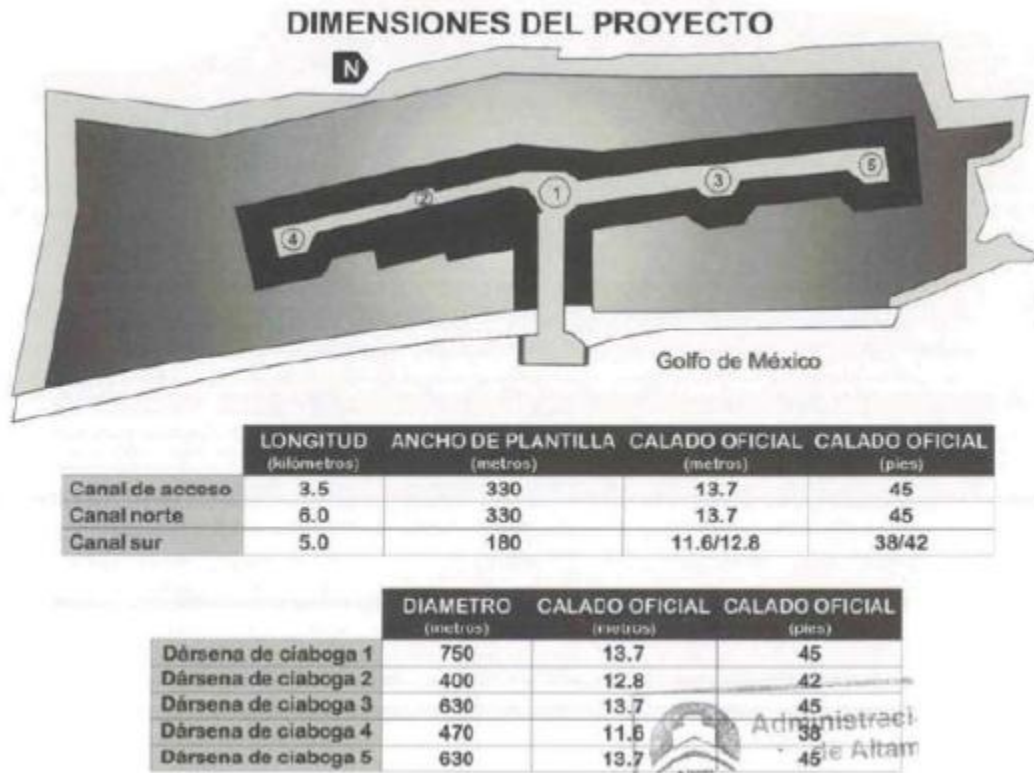 DIMENSIONES DEL PROYECTO
N
5
3
2
1
4
Golfo de México
LONGITUD ANCHO DE PLANTILLA CALADO OFICIAL CALADO OFICIAL
(kilómetros) (metros) (metros) (pies)
Canal de acceso 3.5 330 13.7 45
Canal norte 6.0 330 13.7 45
Canal sur 5.0 180 11.6/12.8 38/42
DIAMETRO CALADO OFICIAL CALADO OFICIAL
(metros) (metros) (pies)
Dársena de ciaboga 1 750 13.7 45
Dársena de ciaboga 2 400 12.8 42
Dársena de ciaboga 3 630 13.7 45
Dársena de ciaboga 4 470 11.6 38
Dársena de ciaboga 5 630 13.7 45
Administraci
de Altam